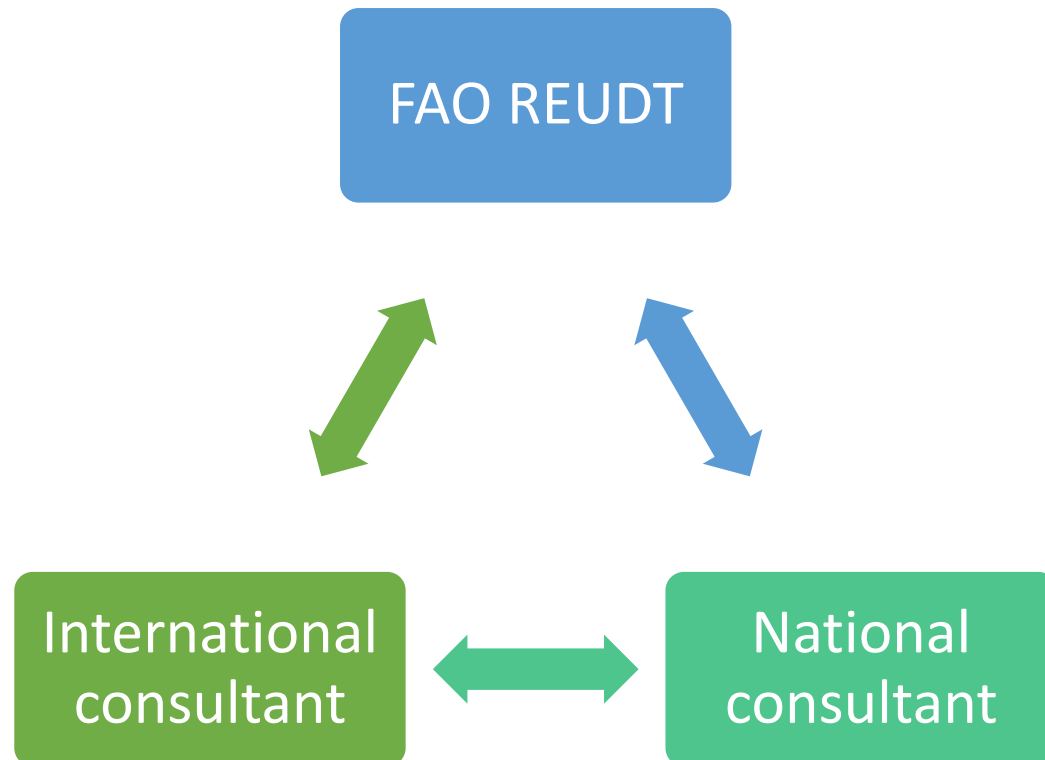 FAO REUDT
International
consultant
National
consultant